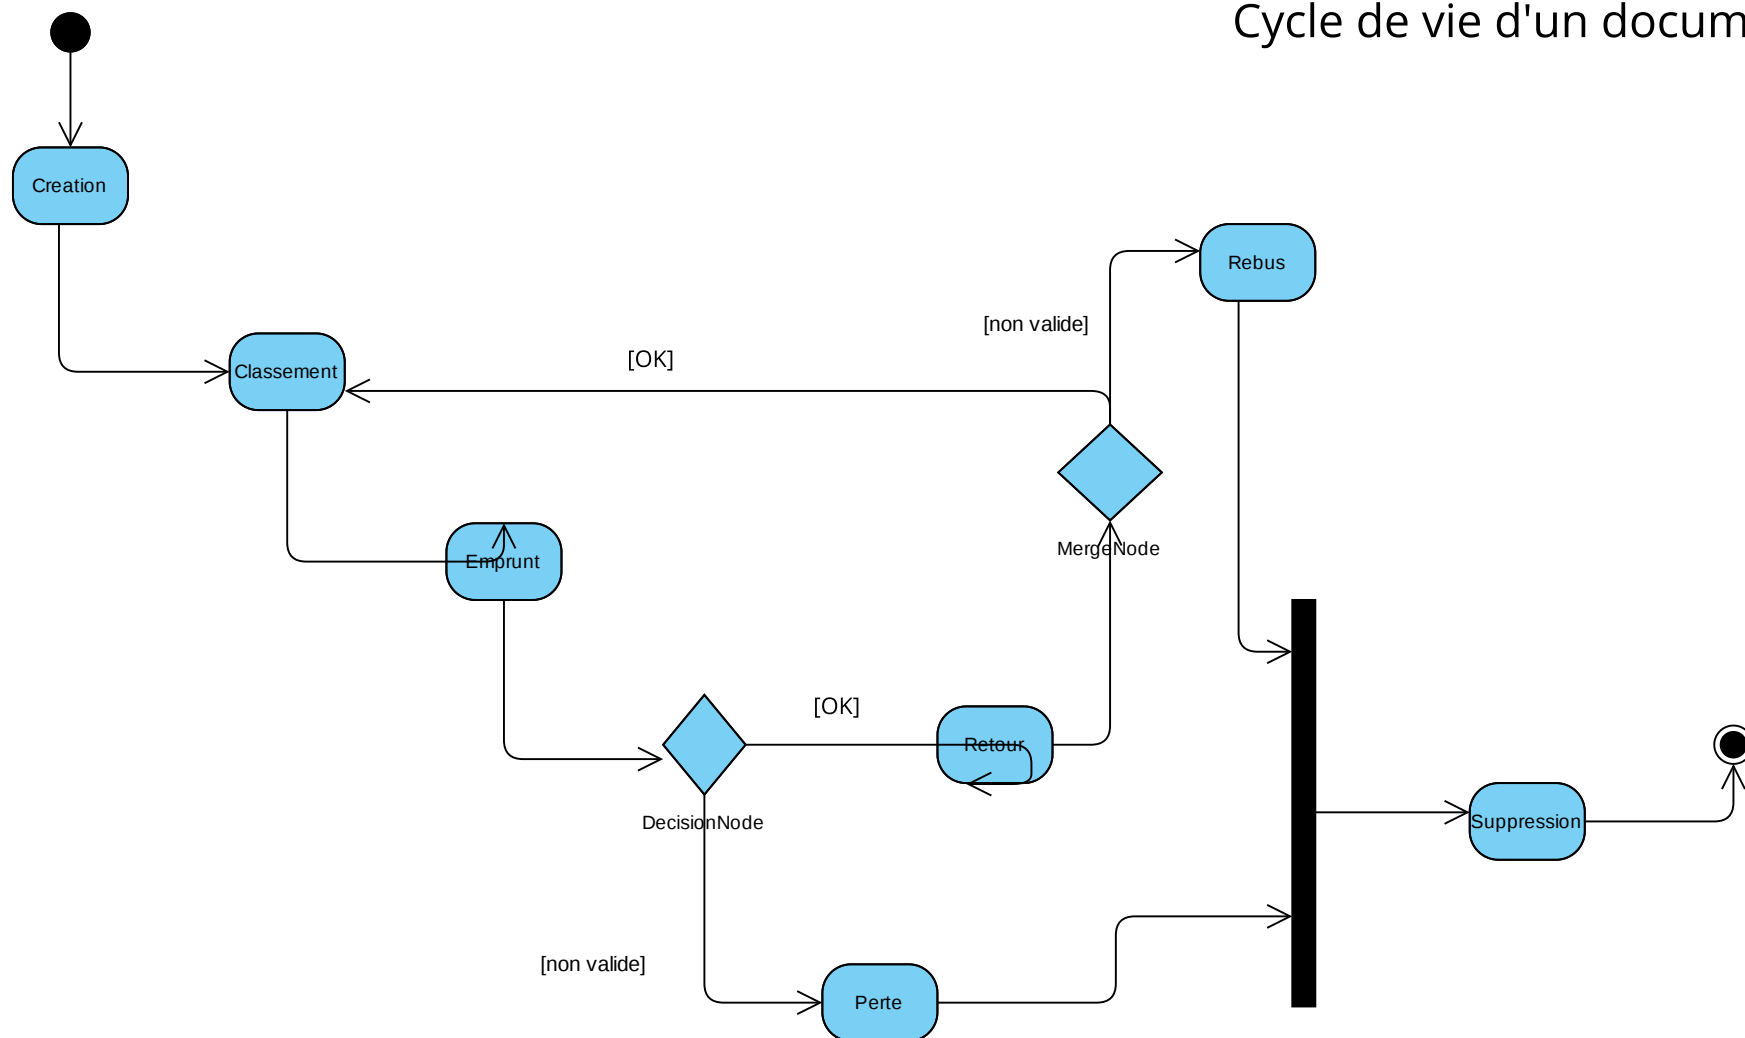 Cycle de vie d'un docum
Creation
Rebus
[non valide]
[OK]
Classement
MergeNode
Emprunt
[OK]
Retour
DecisionNode
Suppression
[non valide]
Perte